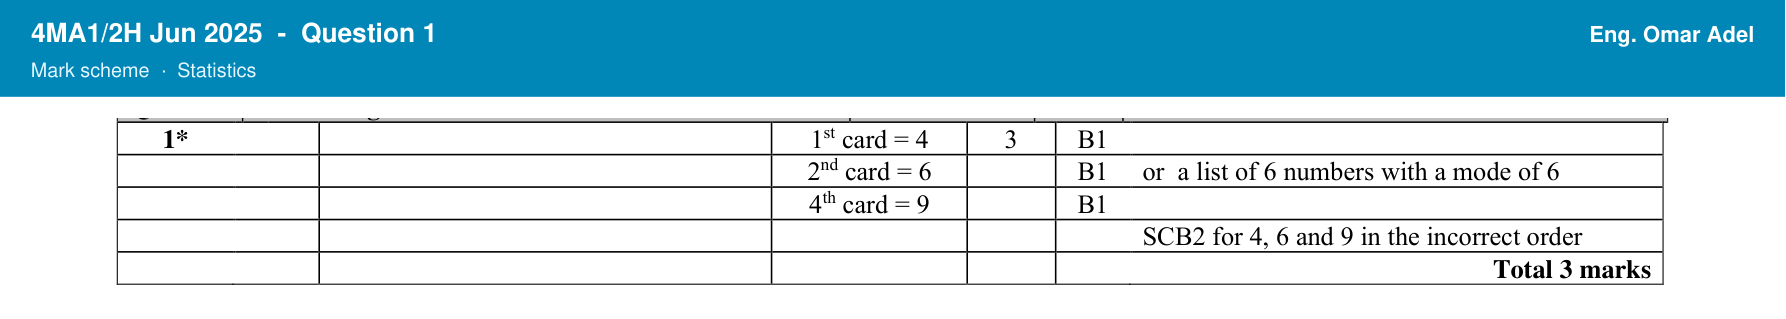 4MA1/2H Jun 2025 - Question 1
Eng. Omar Adel
Mark scheme · Statistics
1* 1st card = 4 3 B1
2nd card = 6 B1 or a list of 6 numbers with a mode of 6
4th card = 9 B1
SCB2 for 4, 6 and 9 in the incorrect order
Total 3 marks